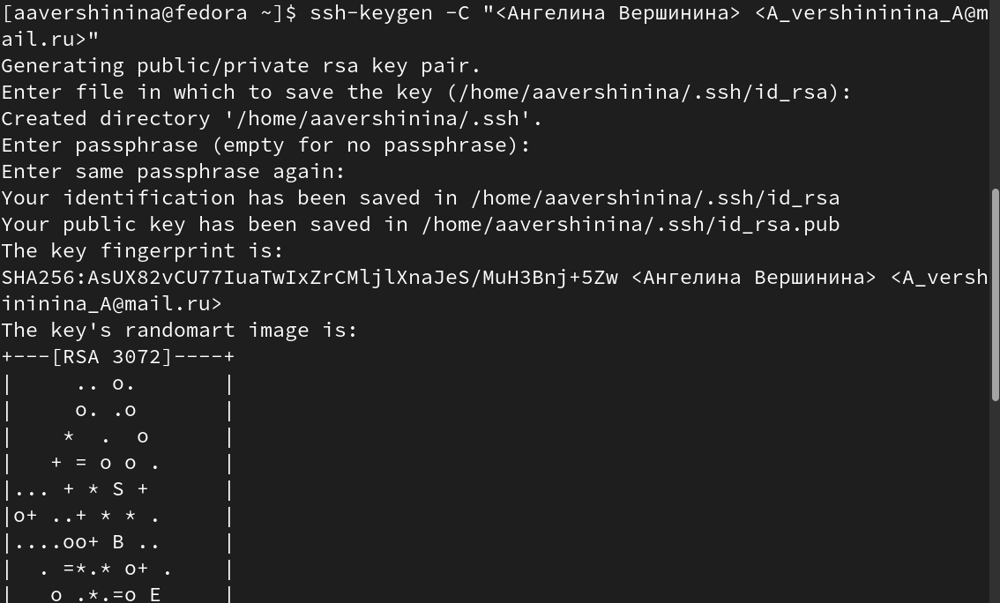 [aavershinina@fedora ~]$ ssh-keygen -C "<Ангелина Вершинина> <A_vershininina_A@m
ail.ru>"
Generating public/private rsa key pair.
Enter file in which to save the key (/home/aavershinina/.ssh/id_rsa):
Created directory '/home/aavershinina/.ssh'.
Enter passphrase (empty for no passphrase):
Enter same passphrase again:
Your identification has been saved in /home/aavershinina/.ssh/id_rsa
Your public key has been saved in /home/aavershinina/.ssh/id_rsa.pub
The key fingerprint is:
SHA256:AsUX82vCU77IuaTwIxZrCMljlXnaJeS/MuH3Bnj+5Zw <Ангелина Вершинина> <A_versh
ininina_A@mail.ru>
The key's randomart image is:
+---[RSA 3072]----+
|     .. o.       |
|     o. .o       |
|    *  .  o      |
|   + = o o .     |
|... + * S +      |
|o+ ..+ * * .     |
|....oo+ B ..     |
|  . =*.* o+ .    |
|   o .*.=o E     |